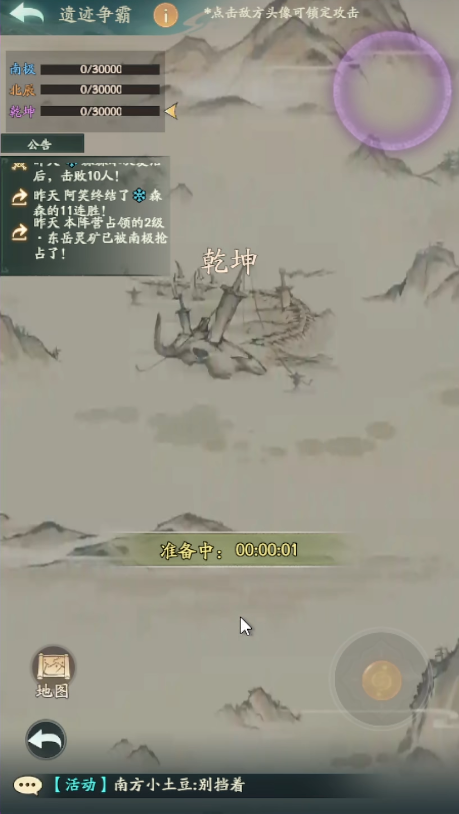 遗迹争霸
i
*点击敌方头像可锁定攻击
南极 0/30000
北辰 0/30000
乾坤 0/30000
公告
后，击败10人！
昨天 阿笑终结了❄森
森的11连胜！
昨天 本阵营占领的2级
·东岳灵矿已被南极抢
占了！
乾坤
准备中：00:00:01
地图
【活动】南方小土豆:别挡着